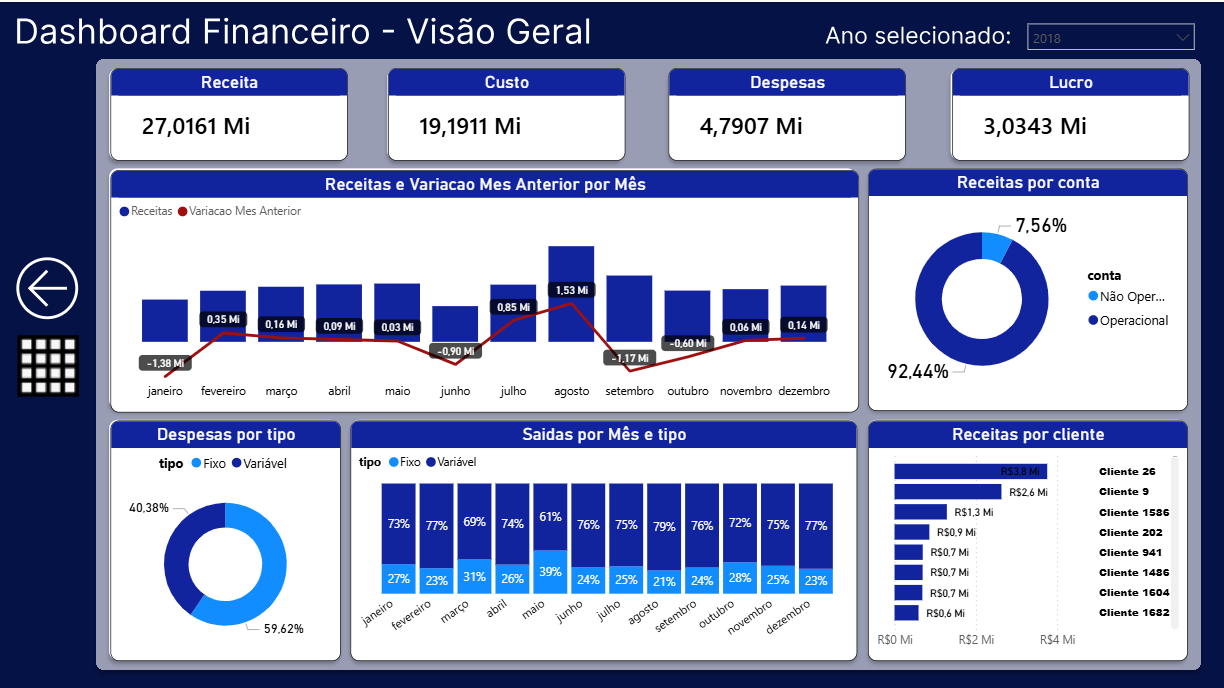 Dashboard Financeiro - Visão Geral
Ano selecionado:
2018
Receita
27,0161 Mi
Custo
19,1911 Mi
Despesas
4,7907 Mi
Lucro
3,0343 Mi
Receitas e Variacao Mes Anterior por Mês
Receitas Variacao Mes Anterior
-1,38 Mi
0,35 Mi
0,16 Mi
0,09 Mi
0,03 Mi
-0,90 Mi
0,85 Mi
1,53 Mi
-1,17 Mi
-0,60 Mi
0,06 Mi
0,14 Mi
janeiro fevereiro março abril maio junho julho agosto setembro outubro novembro dezembro
Receitas por conta
7,56%
92,44%
conta
Não Oper...
Operacional
Despesas por tipo
tipo Fixo Variável
40,38%
59,62%
Saidas por Mês e tipo
tipo Fixo Variável
73% 77% 69% 74% 61% 76% 75% 79% 76% 72% 75% 77%
27% 23% 31% 26% 39% 24% 25% 21% 24% 28% 25% 23%
janeiro fevereiro março abril maio junho julho agosto setembro outubro novembro dezembro
Receitas por cliente
R$3,8 Mi Cliente 26
R$2,6 Mi Cliente 9
R$1,3 Mi Cliente 1586
R$0,9 Mi Cliente 202
R$0,7 Mi Cliente 941
R$0,7 Mi Cliente 1486
R$0,7 Mi Cliente 1604
R$0,6 Mi Cliente 1682
R$0 Mi R$2 Mi R$4 Mi